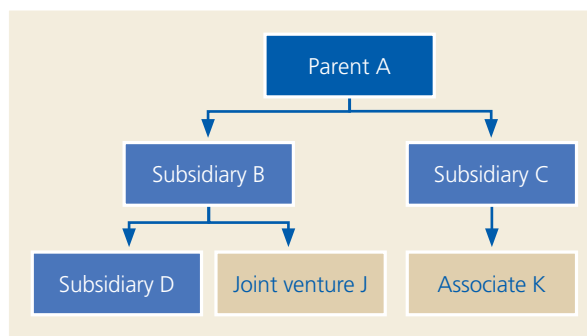 Parent A
Subsidiary B
Subsidiary C
Subsidiary D
Joint venture J
Associate K